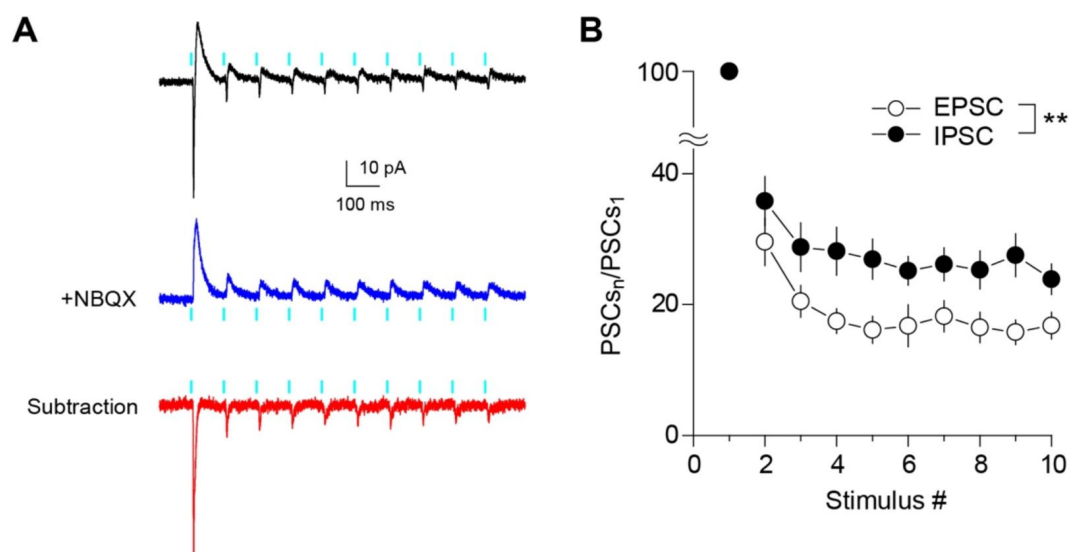 A
10 pA
100 ms
+NBQX
Subtraction
B
100
40
20
0
PSCsn/PSCs1
EPSC
IPSC
**
0 2 4 6 8 10
Stimulus #